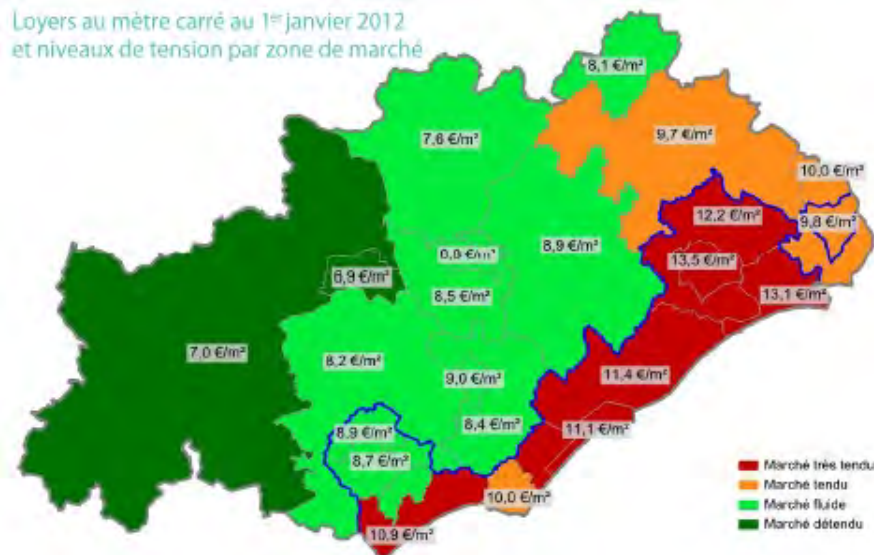 Loyers au mètre carré au 1er janvier 2012
et niveaux de tension par zone de marché
8,1 €/m²
7,6 €/m²
9,7 €/m²
10,0 €/m²
12,2 €/m²
9,8 €/m²
8,9 €/m²
13,5 €/m²
6,9 €/m²
8,5 €/m²
13,1 €/m²
7,0 €/m²
8,2 €/m²
9,0 €/m²
11,4 €/m²
8,4 €/m²
11,1 €/m²
8,9 €/m²
8,7 €/m²
10,0 €/m²
10,9 €/m²
Marché très tendu
Marché tendu
Marché fluide
Marché détendu